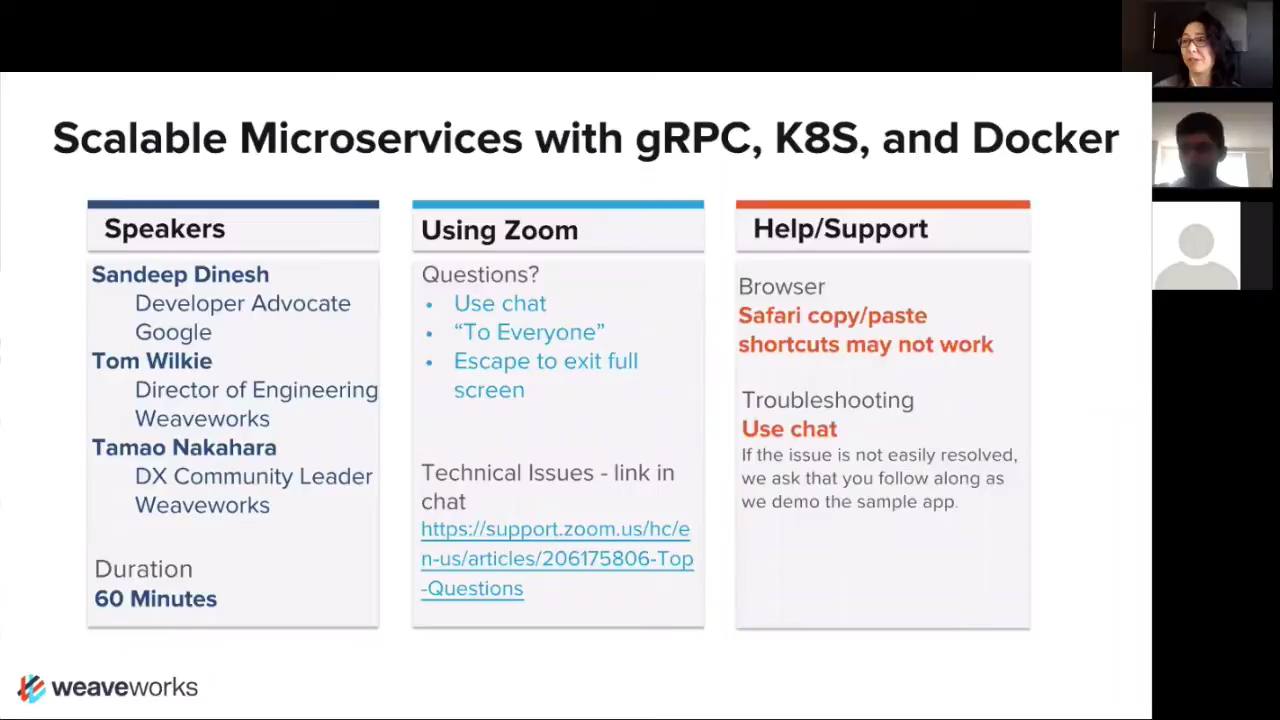 Scalable Microservices with gRPC, K8S, and Docker
Speakers
Sandeep Dinesh
Developer Advocate
Google
Tom Wilkie
Director of Engineering
Weaveworks
Tamao Nakahara
DX Community Leader
Weaveworks
Duration
60 Minutes
Using Zoom
Questions?
• Use chat
• “To Everyone”
• Escape to exit full
screen
Technical Issues - link in
chat
https://support.zoom.us/hc/e
n-us/articles/206175806-Top
-Questions
Help/Support
Browser
Safari copy/paste
shortcuts may not work
Troubleshooting
Use chat
If the issue is not easily resolved,
we ask that you follow along as
we demo the sample app.
weaveworks